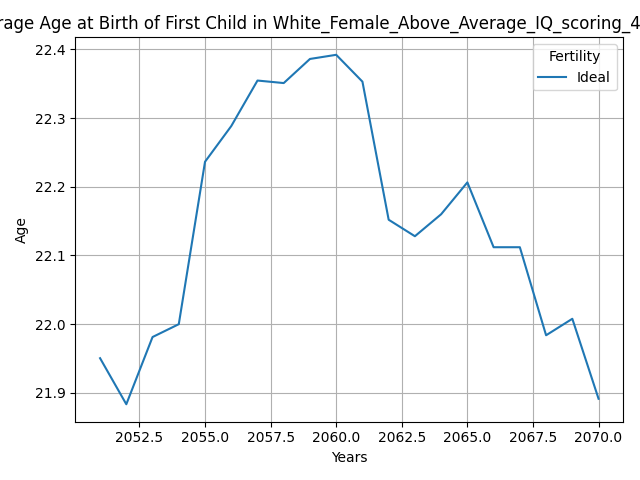 Age at Birth of First Child in White_Female_Above_Average_IQ_scoring_4
22.4
22.3
22.2
22.1
22.0
21.9
Age
Fertility
Ideal
2052.5 2055.0 2057.5 2060.0 2062.5 2065.0 2067.5 2070.0
Years